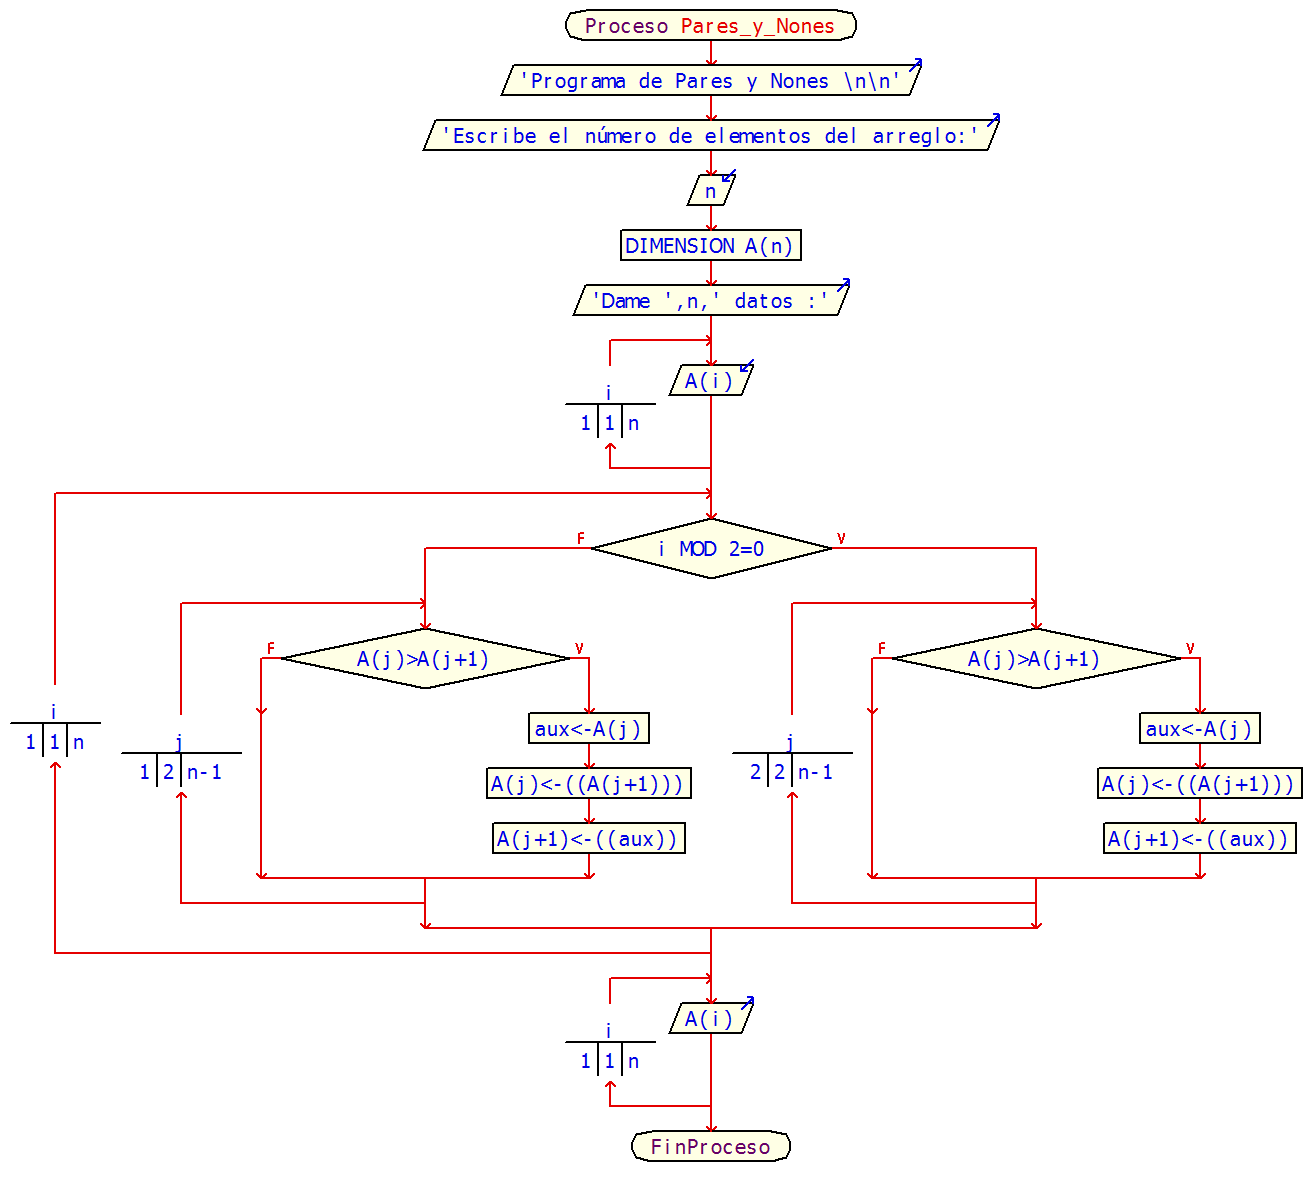 Proceso Pares_y_Nones
'Programa de Pares y Nones \n\n'
'Escribe el número de elementos del arreglo:'
n
DIMENSION A(n)
'Dame ',n,' datos :'
A(i)
i
1 1 n
F i MOD 2=0 V
F A(j)>A(j+1) V
F A(j)>A(j+1) V
i
1 1 n
j
1 2 n-1
aux<-A(j)
A(j)<-((A(j+1)))
A(j+1)<-((aux))
j
2 2 n-1
aux<-A(j)
A(j)<-((A(j+1)))
A(j+1)<-((aux))
A(i)
i
1 1 n
FinProceso